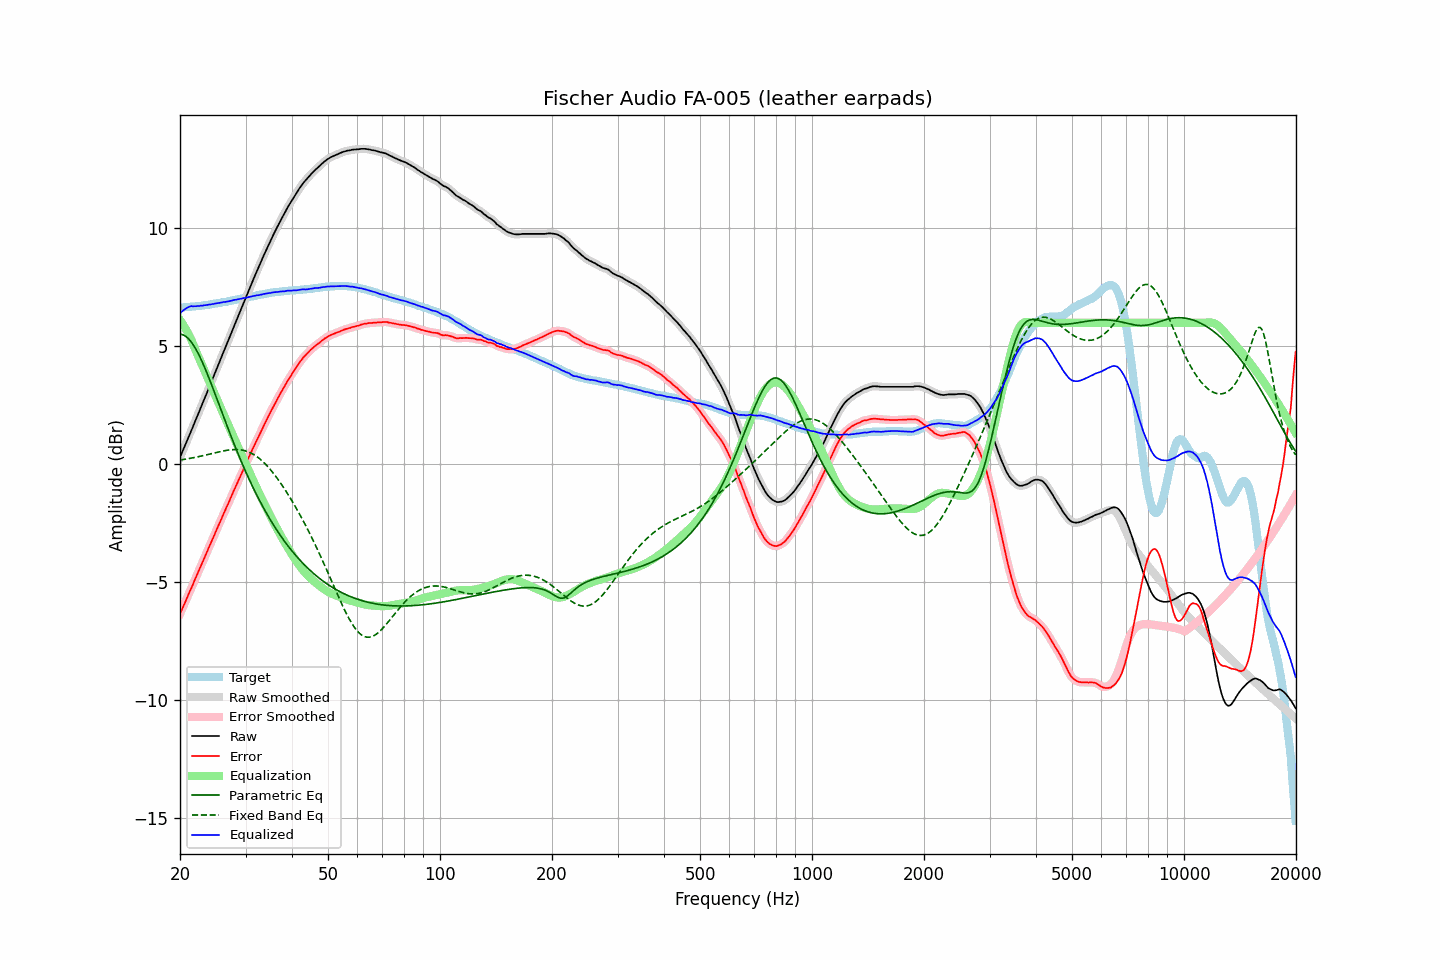 Fischer Audio FA-005 (leather earpads)
Amplitude (dBr)
10
5
0
−5
−10
−15
Target
Raw Smoothed
Error Smoothed
Raw
Error
Equalization
Parametric Eq
Fixed Band Eq
Equalized
20
50
100
200
500
1000
2000
5000
10000
20000
Frequency (Hz)